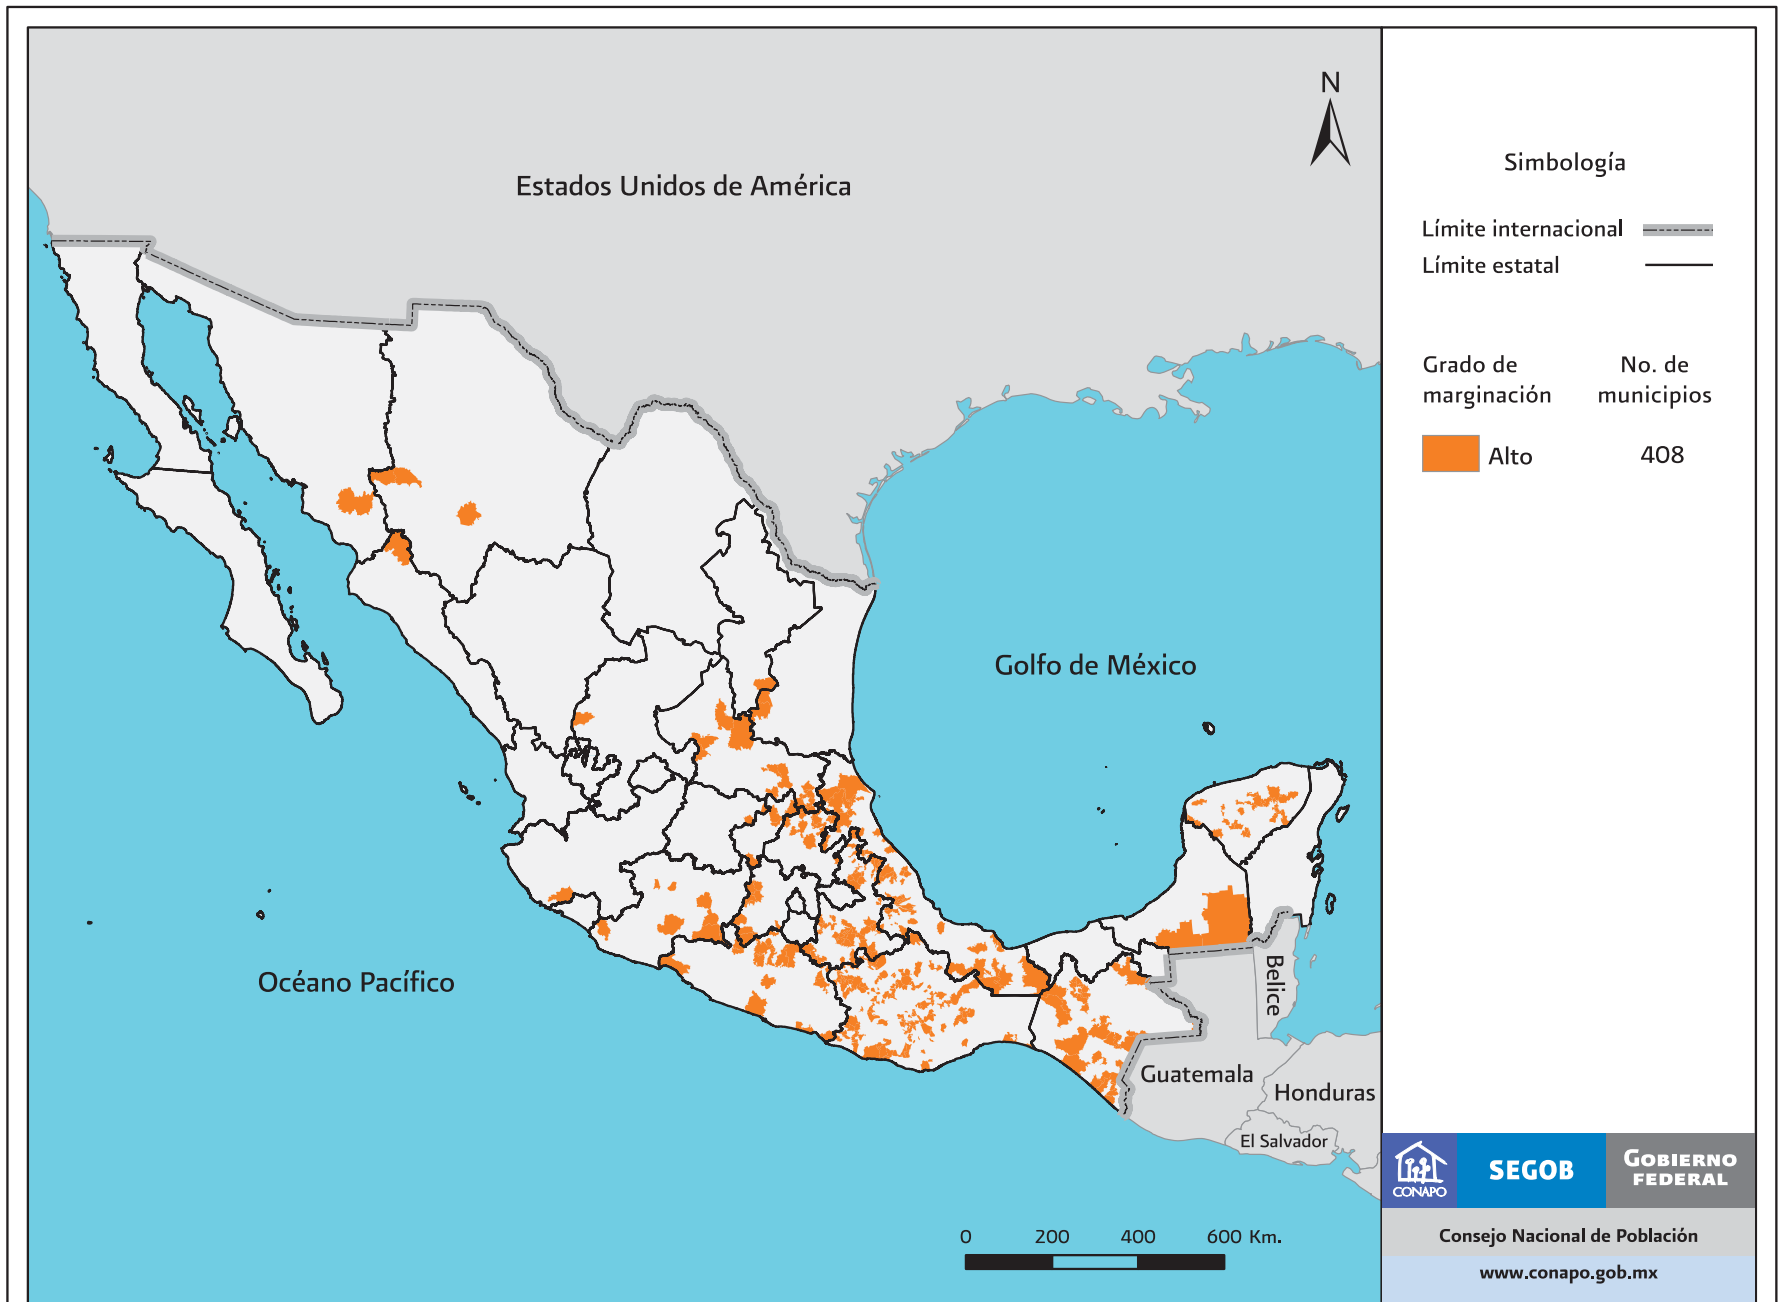 N
Estados Unidos de América
Golfo de México
Océano Pacífico
Belice
Guatemala
Honduras
El Salvador
0 200 400 600 Km.
Simbología
Límite internacional
Límite estatal
Grado de No. de
marginación municipios
Alto 408
CONAPO
SEGOB
GOBIERNO
FEDERAL
Consejo Nacional de Población
www.conapo.gob.mx